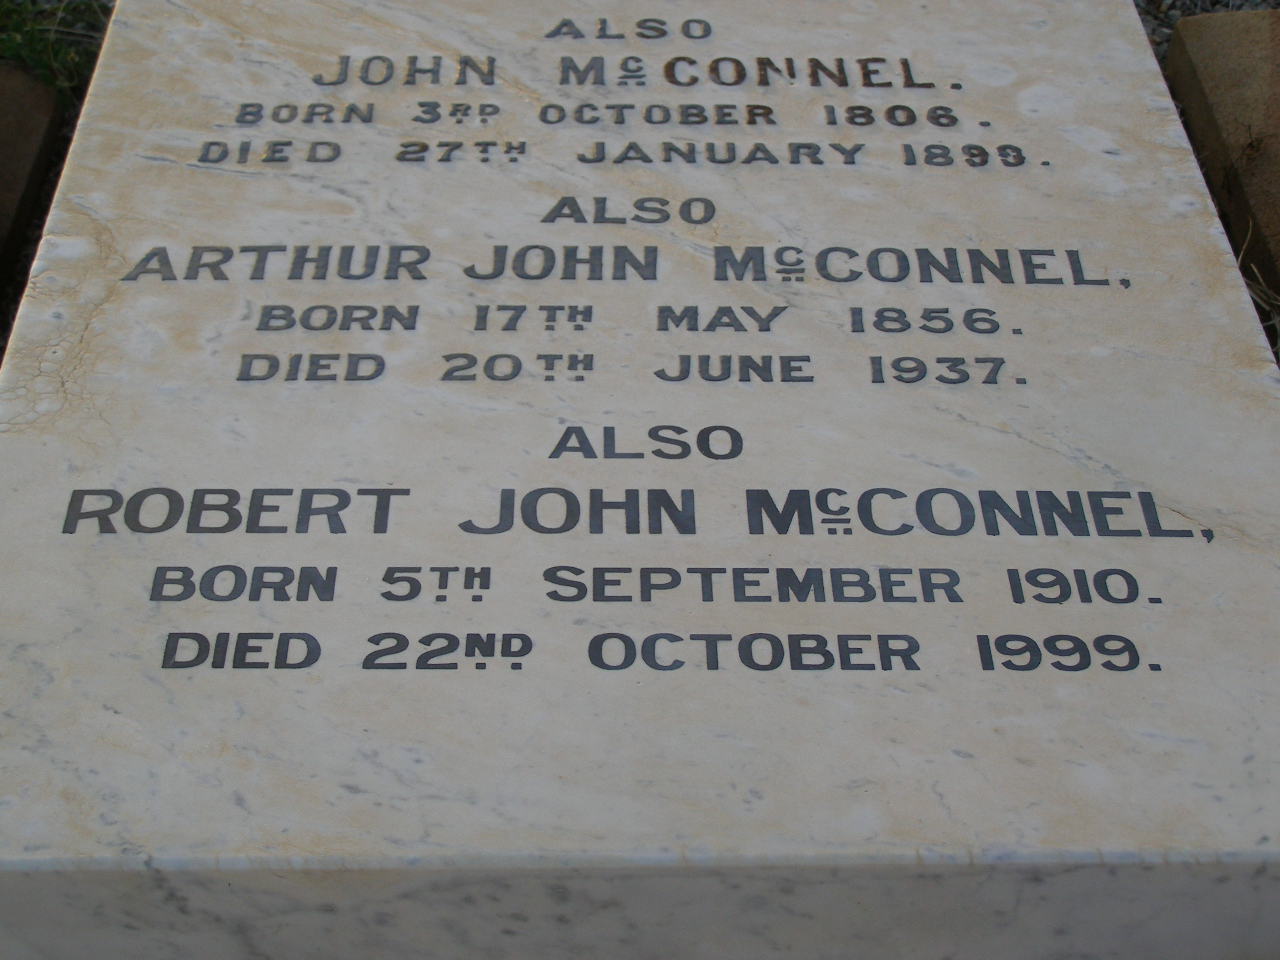 ALSO
JOHN McCONNEL.
BORN 3RD OCTOBER 1806.
DIED 27TH JANUARY 1899.
ALSO
ARTHUR JOHN McCONNEL,
BORN 17TH MAY 1856.
DIED 20TH JUNE 1937.
ALSO
ROBERT JOHN McCONNEL,
BORN 5TH SEPTEMBER 1910.
DIED 22ND OCTOBER 1999.